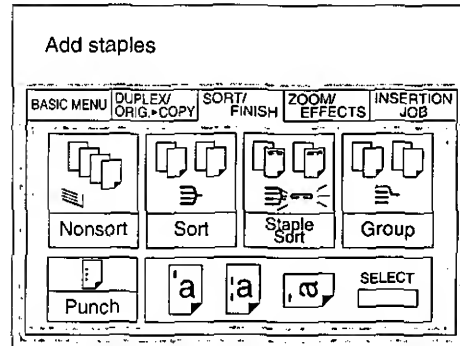 Add staples
BASIC MENU
DUPLEX/
ORIG.▸COPY
SORT/
FINISH
ZOOM/
EFFECTS
INSERTION
JOB
Nonsort
Sort
Staple
Sort
Group
Punch
a
a
a
SELECT